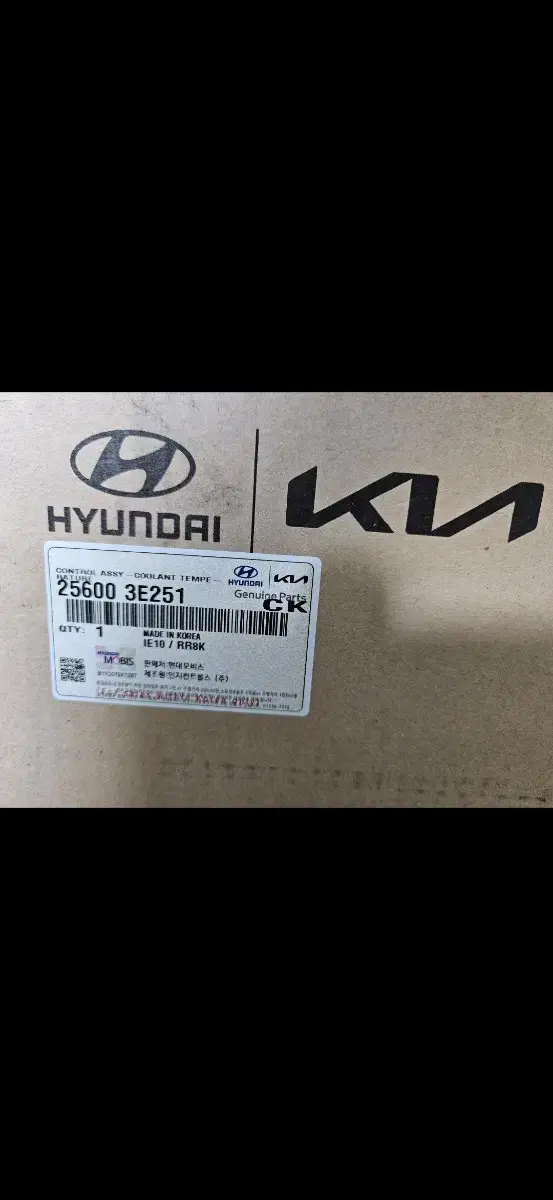 HYUNDAI
KIA
CONTROL ASSY-COOLANT TEMPE-
RATURE
HYUNDAI KIA
Genuine Parts
25600 3E251
CK
QTY: 1
MADE IN KOREA
IE10 / RR8K
HYUNDAI
MOBIS
판매처:현대모비스
제조원:인지컨트롤스 (주)